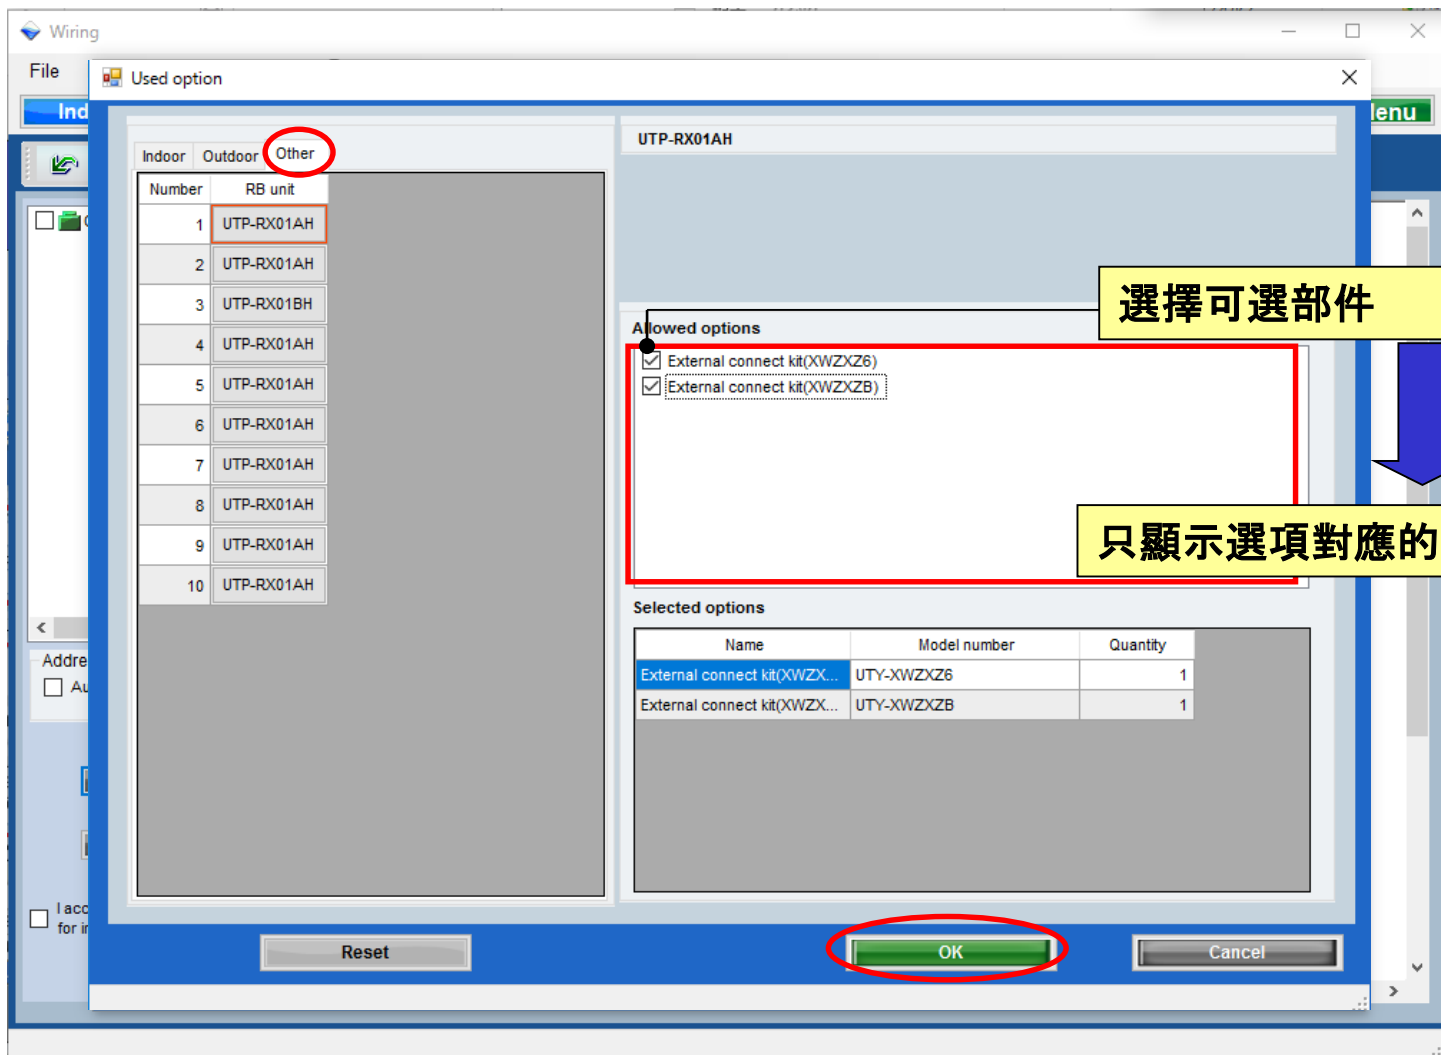 Wiring
File
Used option
Ind
enu
Indoor Outdoor Other
UTP-RX01AH
Number RB unit
1 UTP-RX01AH
2 UTP-RX01AH
3 UTP-RX01BH
4 UTP-RX01AH
5 UTP-RX01AH
6 UTP-RX01AH
7 UTP-RX01AH
8 UTP-RX01AH
9 UTP-RX01AH
10 UTP-RX01AH
選擇可選部件
Allowed options
External connect kit(XWZXZ6)
External connect kit(XWZXZB)
只顯示選項對應的
Selected options
Name Model number Quantity
External connect kit(XWZX... UTY-XWZXZ6 1
External connect kit(XWZX... UTY-XWZXZB 1
Addre
Au
I acc
for in
Reset OK Cancel